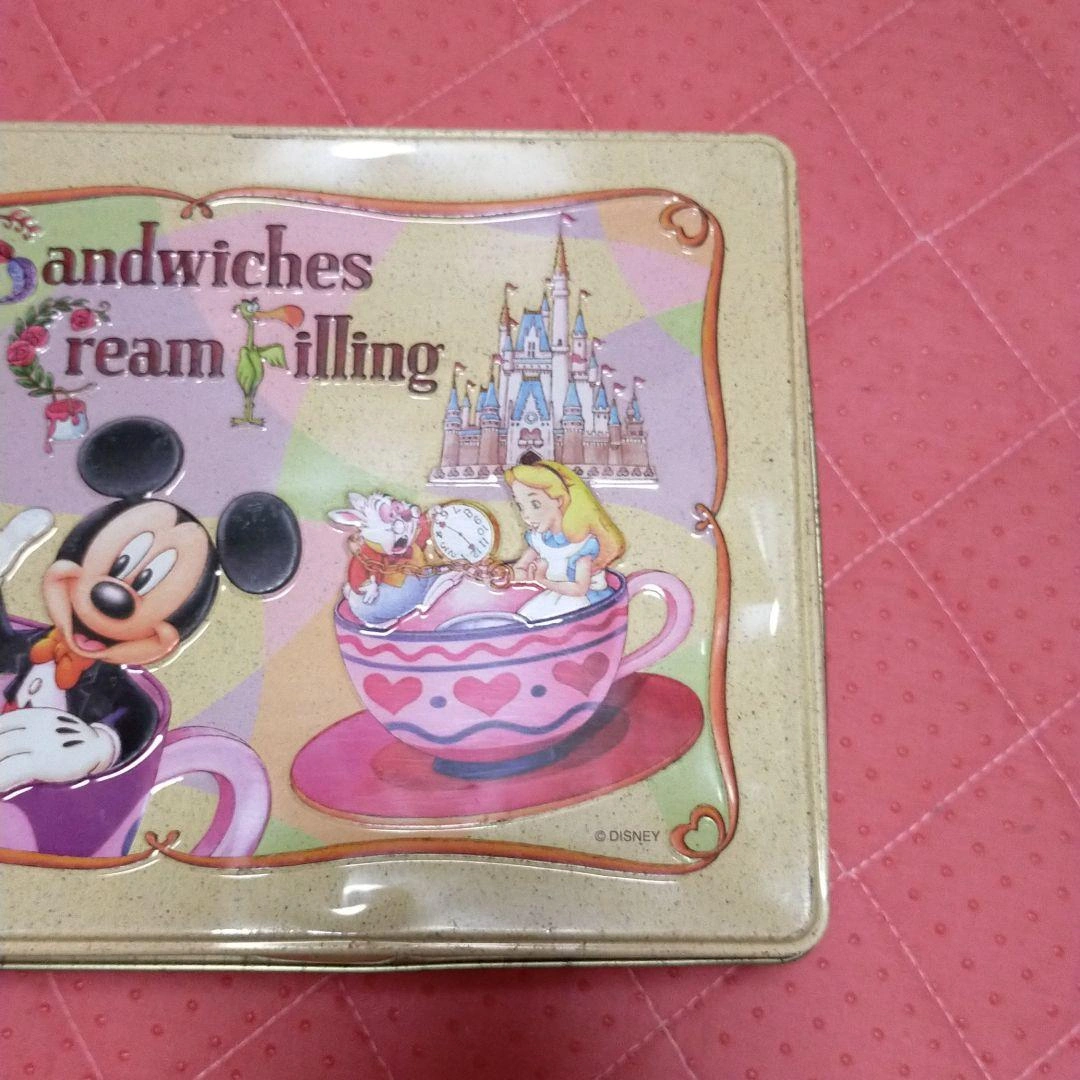 Sandwiches
Cream Filling
© DISNEY